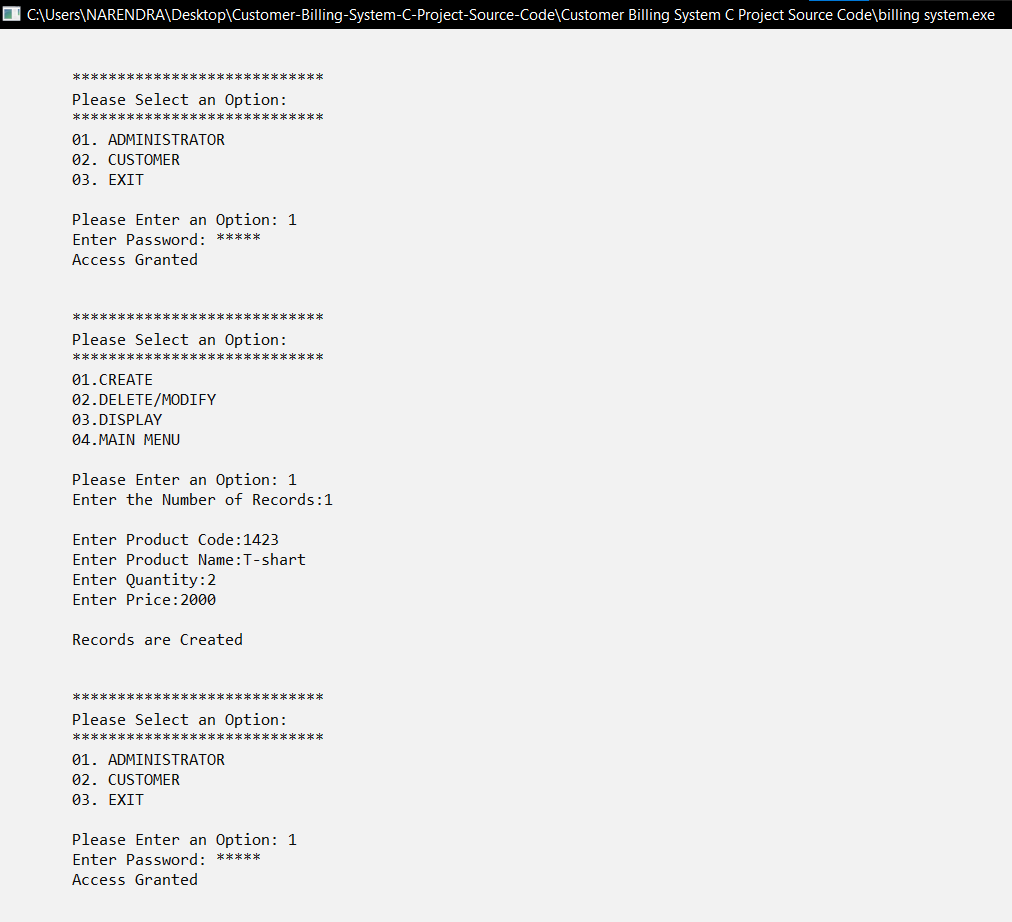 C:\Users\NARENDRA\Desktop\Customer-Billing-System-C-Project-Source-Code\Customer Billing System C Project Source Code\billing system.exe
****************************
Please Select an Option:
****************************
01. ADMINISTRATOR
02. CUSTOMER
03. EXIT
Please Enter an Option: 1
Enter Password: *****
Access Granted
****************************
Please Select an Option:
****************************
01.CREATE
02.DELETE/MODIFY
03.DISPLAY
04.MAIN MENU
Please Enter an Option: 1
Enter the Number of Records:1
Enter Product Code:1423
Enter Product Name:T-shart
Enter Quantity:2
Enter Price:2000
Records are Created
****************************
Please Select an Option:
****************************
01. ADMINISTRATOR
02. CUSTOMER
03. EXIT
Please Enter an Option: 1
Enter Password: *****
Access Granted